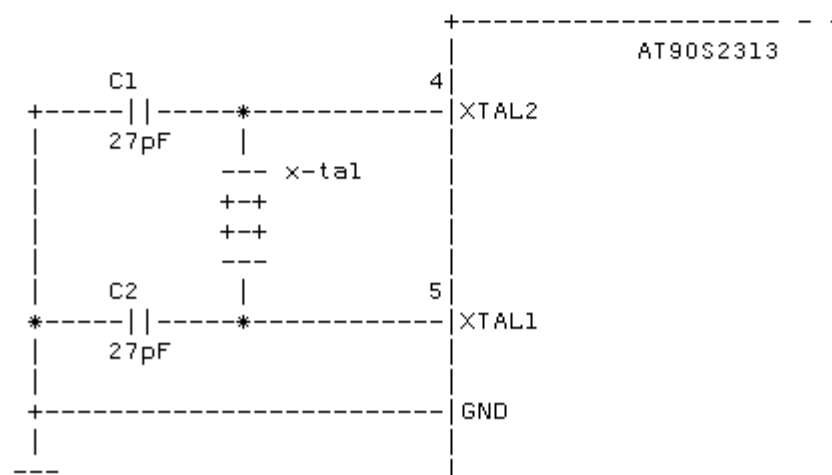 AT90S2313
C1 4
XTAL2
27pF
x-tal
C2 5
XTAL1
27pF
GND